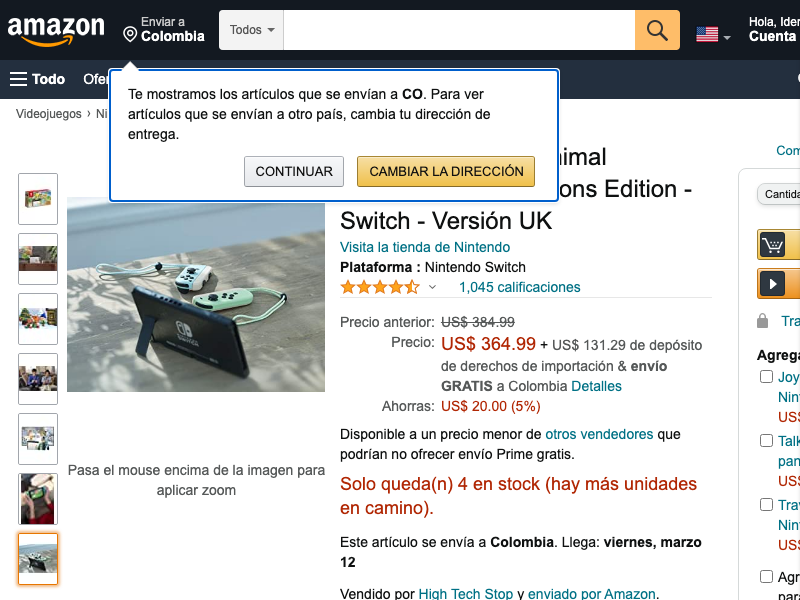 amazon
Enviar a
Colombia
Todos
Hola, Iden
Cuenta
Todo
Ofer
Te mostramos los artículos que se envían a CO. Para ver
artículos que se envían a otro país, cambia tu dirección de
entrega.
CONTINUAR
CAMBIAR LA DIRECCIÓN
Videojuegos › Ni
nimal
ons Edition -
Switch - Versión UK
Visita la tienda de Nintendo
Plataforma : Nintendo Switch
1,045 calificaciones
Precio anterior: US$ 384.99
Precio: US$ 364.99 + US$ 131.29 de depósito
de derechos de importación & envío
GRATIS a Colombia Detalles
Ahorras: US$ 20.00 (5%)
Disponible a un precio menor de otros vendedores que
podrían no ofrecer envío Prime gratis.
Solo queda(n) 4 en stock (hay más unidades
en camino).
Este artículo se envía a Colombia. Llega: viernes, marzo
12
Vendido por High Tech Stop y enviado por Amazon.
Pasa el mouse encima de la imagen para
aplicar zoom
Com
Cantida
Tra
Agrega
Joy
Nin
US$
Talk
pan
US$
Trav
Nin
US$
Agr
para